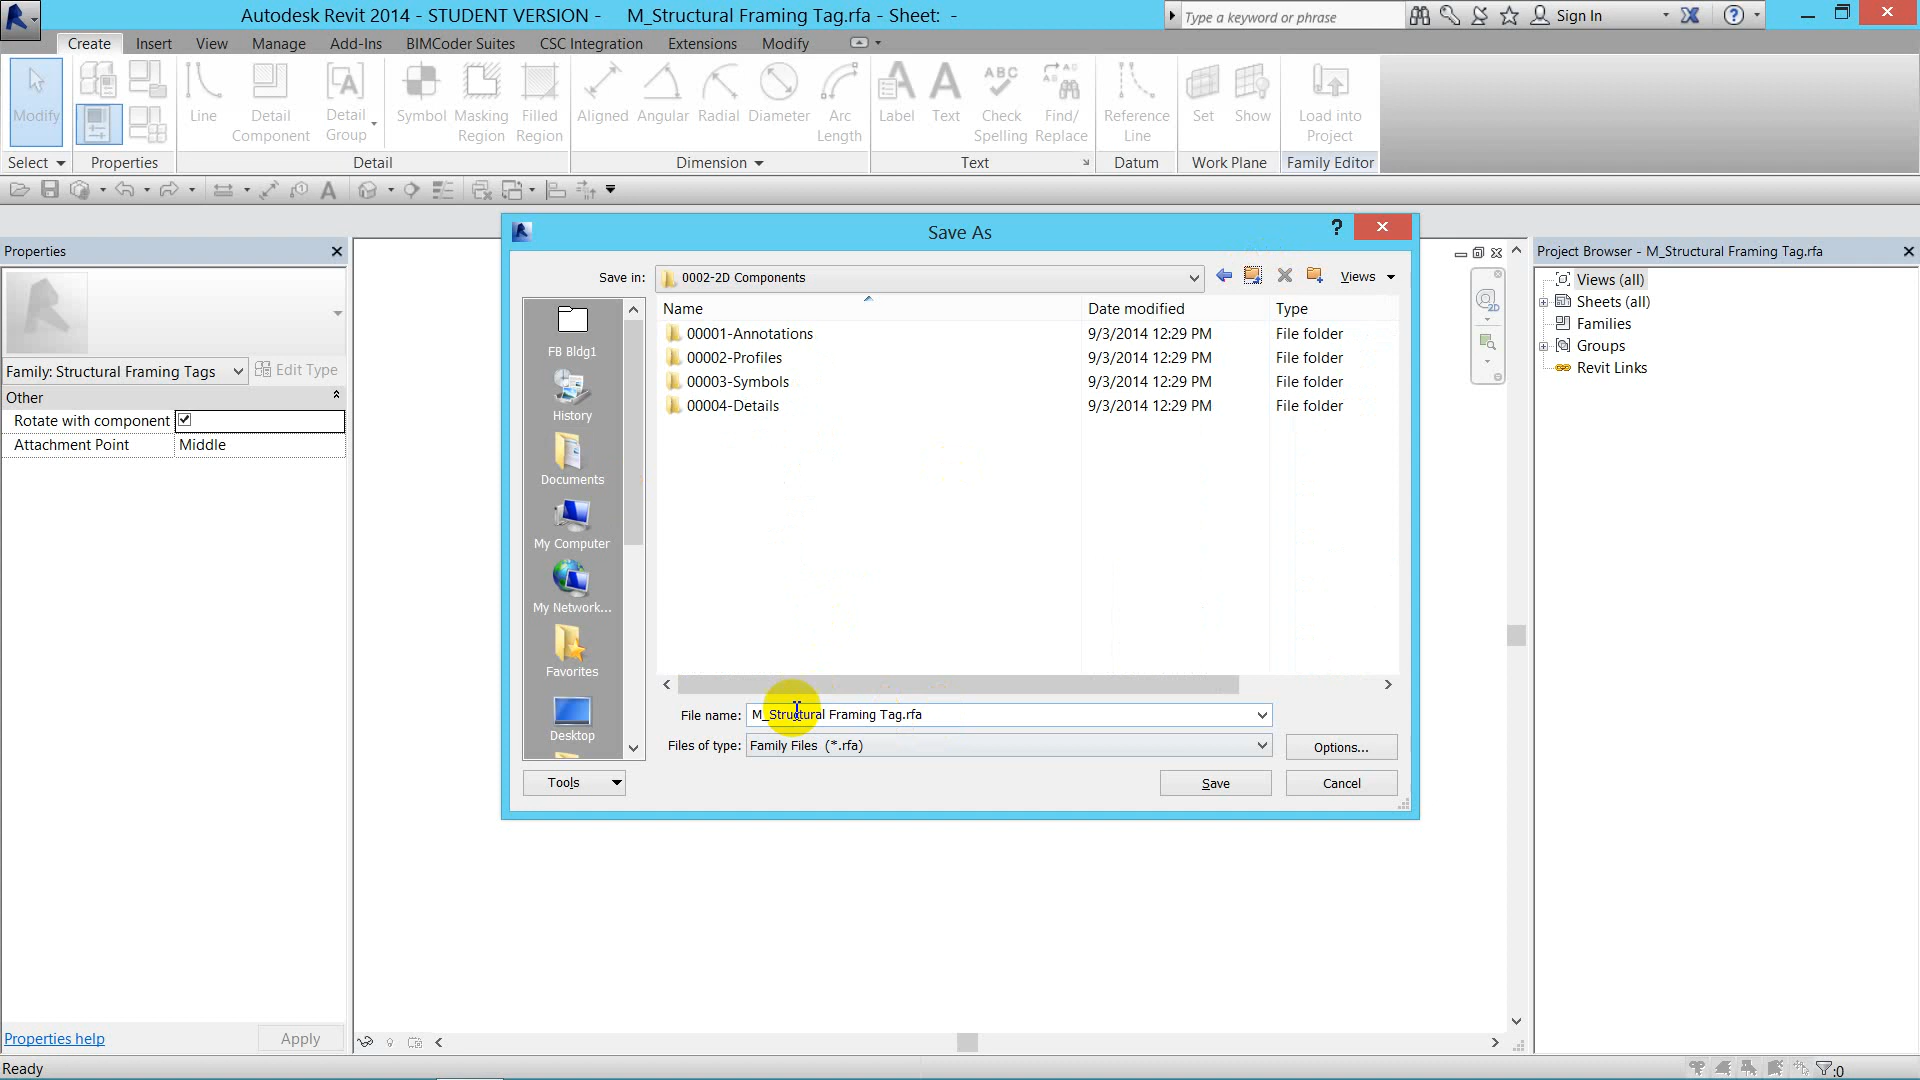 Autodesk Revit 2014 - STUDENT VERSION - M_Structural Framing Tag.rfa - Sheet: -
Type a keyword or phrase
Sign In
Create Insert View Manage Add-Ins BIMCoder Suites CSC Integration Extensions Modify
Modify Line Detail Component Detail Group Symbol Masking Region Filled Region Aligned Angular Radial Diameter Arc Length Label Text Check Spelling Find/ Replace Reference Line Set Show Load into Project
Select Properties Detail Dimension Text Datum Work Plane Family Editor
Properties
Family: Structural Framing Tags Edit Type
Other
Rotate with component
Attachment Point Middle
Properties help Apply
Ready
Save As
Save in: 0002-2D Components Views
Name Date modified Type
00001-Annotations 9/3/2014 12:29 PM File folder
00002-Profiles 9/3/2014 12:29 PM File folder
00003-Symbols 9/3/2014 12:29 PM File folder
00004-Details 9/3/2014 12:29 PM File folder
FB Bldg1
History
Documents
My Computer
My Network...
Favorites
Desktop
File name: M_Structural Framing Tag.rfa
Files of type: Family Files (*.rfa) Options...
Tools Save Cancel
Project Browser - M_Structural Framing Tag.rfa
Views (all)
Sheets (all)
Families
Groups
Revit Links
2D
:0